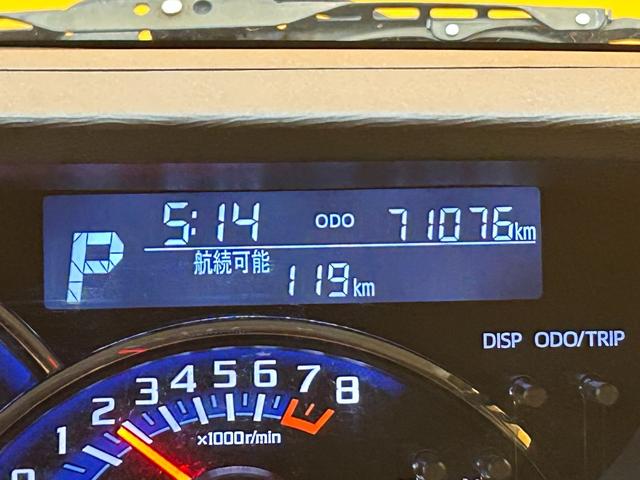 5:14 ODO 71076km
P
航続可能
119km
DISP ODO/TRIP
0 1 2 3 4 5 6 7 8
×1000r/min